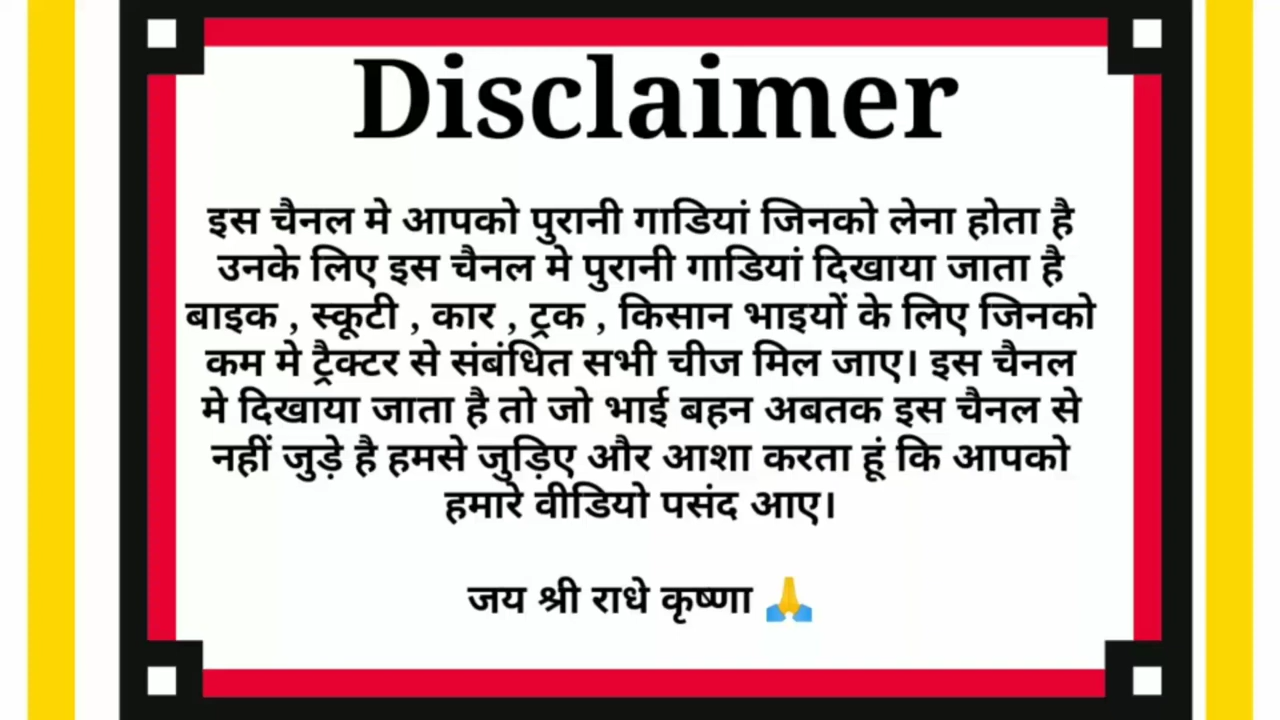 Disclaimer
इस चैनल मे आपको पुरानी गाडियां जिनको लेना होता है
उनके लिए इस चैनल मे पुरानी गाडियां दिखाया जाता है
बाइक , स्कूटी , कार , ट्रक , किसान भाइयों के लिए जिनको
कम मे ट्रैक्टर से संबंधित सभी चीज मिल जाए। इस चैनल
मे दिखाया जाता है तो जो भाई बहन अबतक इस चैनल से
नहीं जुड़े है हमसे जुड़िए और आशा करता हूं कि आपको
हमारे वीडियो पसंद आए।
जय श्री राधे कृष्णा 🙏